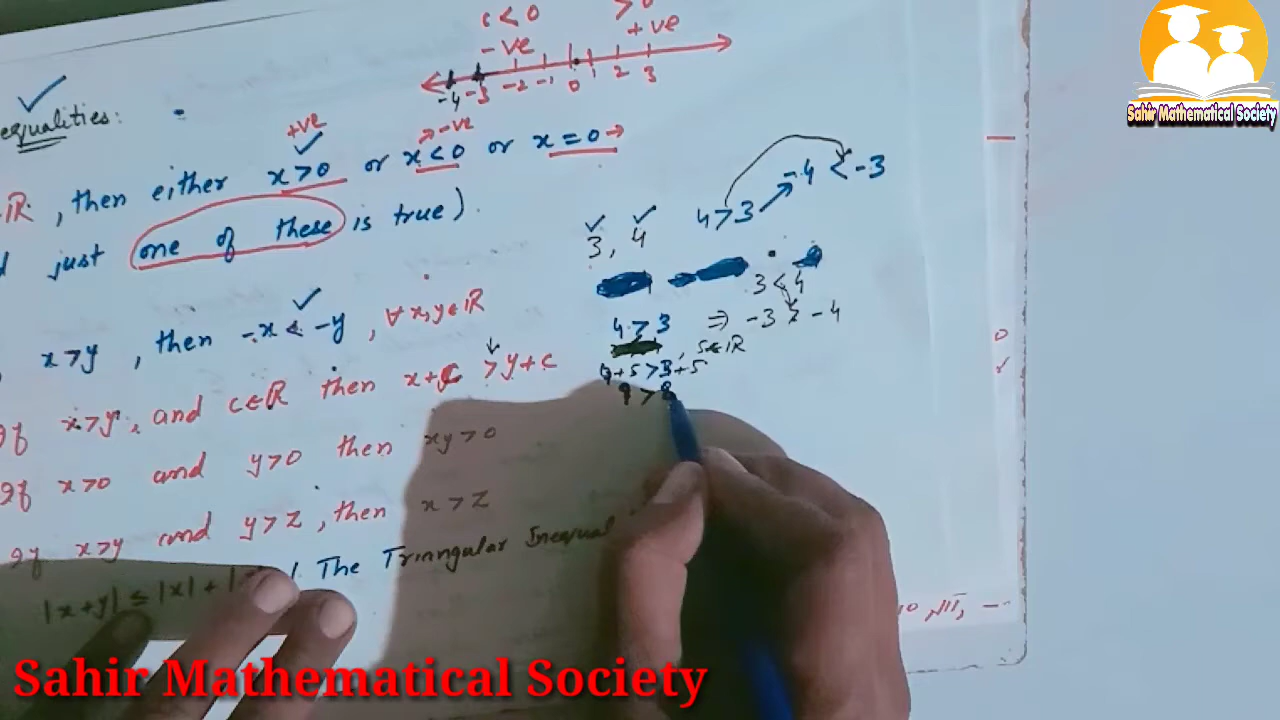 c < 0 > 0
- ve + ve
-4 -3 -2 -1 0 1 2 3
equalities:
+ve
→ -ve
ℝ, then either x > 0 or x < 0 or x = 0 →
just one of these is true)
x > y, then -x < -y, ∀ x, y ∈ ℝ
If x > y, and c ∈ ℝ then x + c > y + c
If x > 0 and y > 0 then xy > 0
If x > y and y > z, then x > z
|x+y| ≤ |x| + | The Triangular Inequal
4 > 3 -4 < -3
3, 4
3 < 4
4 > 3 ⇒ -3 > -4
, 5 ∈ ℝ
4+5 > 3+5
9 > 8
Sahir Mathematical Society
Sahir Mathematical Society